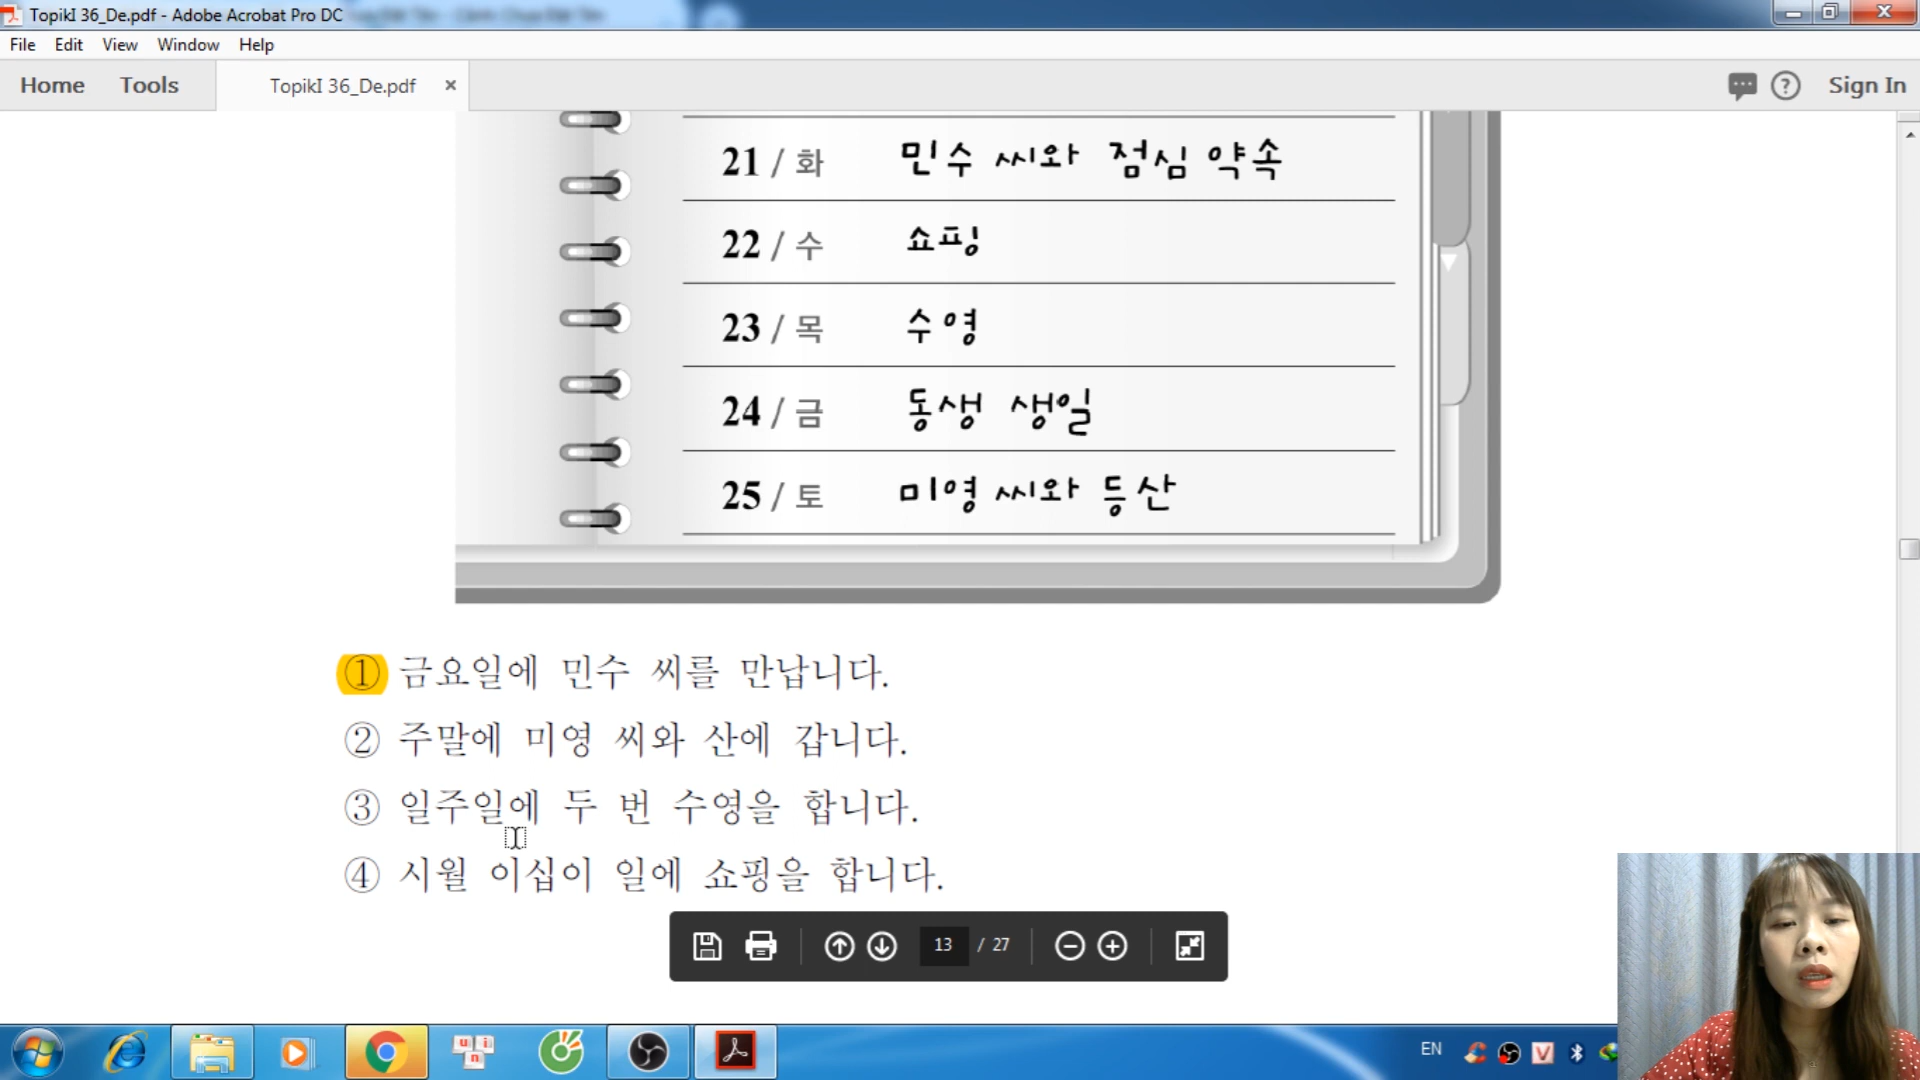 TopikI 36_De.pdf - Adobe Acrobat Pro DC
File Edit View Window Help
Home Tools TopikI 36_De.pdf × Sign In
21 / 화 민수 씨와 점심 약속
22 / 수 쇼핑
23 / 목 수영
24 / 금 동생 생일
25 / 토 미영 씨와 등산
① 금요일에 민수 씨를 만납니다.
② 주말에 미영 씨와 산에 갑니다.
③ 일주일에 두 번 수영을 합니다.
④ 시월 이십이 일에 쇼핑을 합니다.
13 / 27
EN